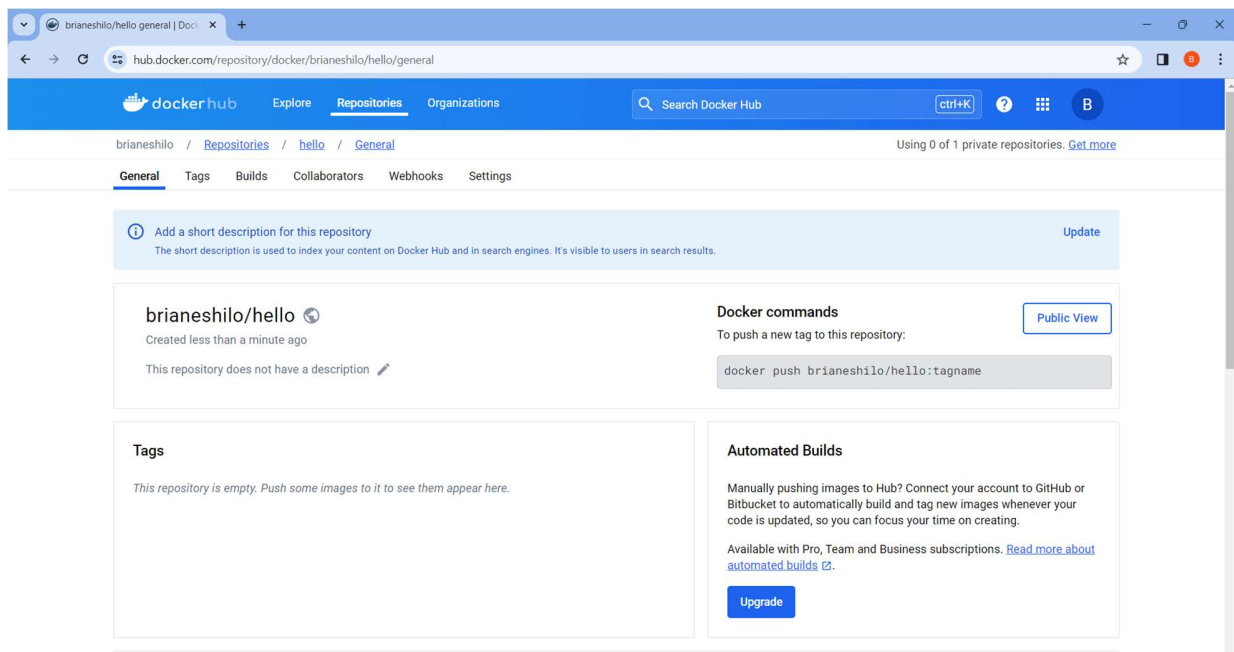 brianeshilo/hello general | Doc
hub.docker.com/repository/docker/brianeshilo/hello/general
B
dockerhub Explore Repositories Organizations Search Docker Hub ctrl+K ? B
brianeshilo / Repositories / hello / General Using 0 of 1 private repositories. Get more
General Tags Builds Collaborators Webhooks Settings
Add a short description for this repository Update
The short description is used to index your content on Docker Hub and in search engines. It's visible to users in search results.
brianeshilo/hello
Created less than a minute ago
This repository does not have a description
Docker commands Public View
To push a new tag to this repository:
docker push brianeshilo/hello:tagname
Tags
This repository is empty. Push some images to it to see them appear here.
Automated Builds
Manually pushing images to Hub? Connect your account to GitHub or
Bitbucket to automatically build and tag new images whenever your
code is updated, so you can focus your time on creating.
Available with Pro, Team and Business subscriptions. Read more about
automated builds.
Upgrade